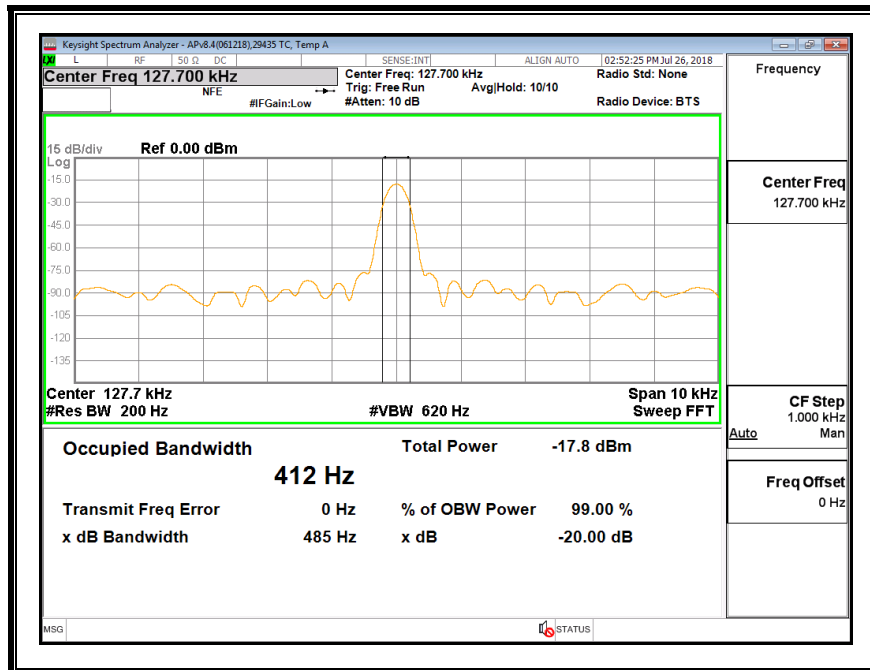 Keysight Spectrum Analyzer - APv8.4(061218),29435 TC, Temp A
LXI L RF 50 Ω DC SENSE:INT ALIGN AUTO 02:52:25 PM Jul 26, 2018
Center Freq 127.700 kHz
NFE
#IFGain:Low
Center Freq: 127.700 kHz
Trig: Free Run Avg|Hold: 10/10
#Atten: 10 dB
Radio Std: None
Radio Device: BTS
15 dB/div Ref 0.00 dBm
Log
-15.0
-30.0
-45.0
-60.0
-75.0
-90.0
-105
-120
-135
Center 127.7 kHz Span 10 kHz
#Res BW 200 Hz #VBW 620 Hz Sweep FFT
Occupied Bandwidth Total Power -17.8 dBm
412 Hz
Transmit Freq Error 0 Hz % of OBW Power 99.00 %
x dB Bandwidth 485 Hz x dB -20.00 dB
Frequency
Center Freq
127.700 kHz
CF Step
1.000 kHz
Auto Man
Freq Offset
0 Hz
MSG STATUS